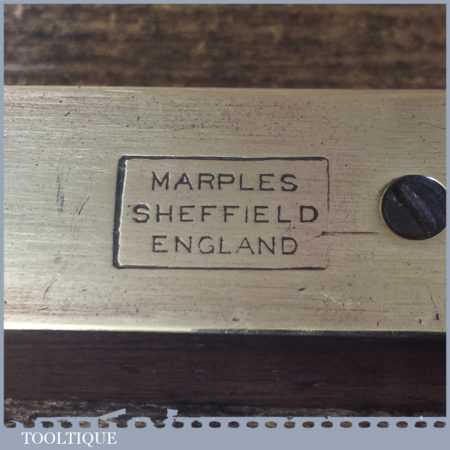 MARPLES
SHEFFIELD
ENGLAND
TOOLTIQUE